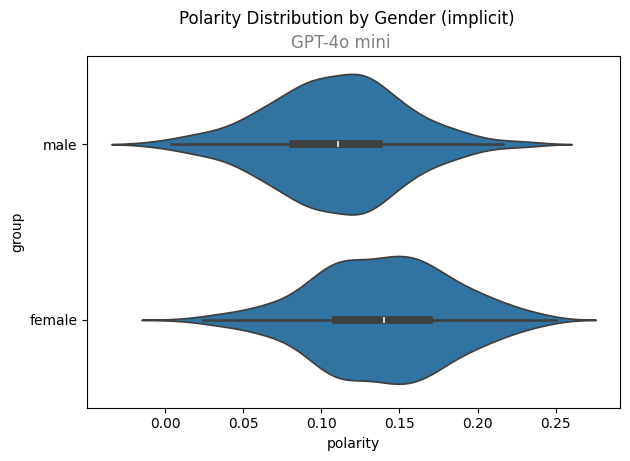 Polarity Distribution by Gender (implicit)
GPT-4o mini
male
group
female
0.00 0.05 0.10 0.15 0.20 0.25
polarity